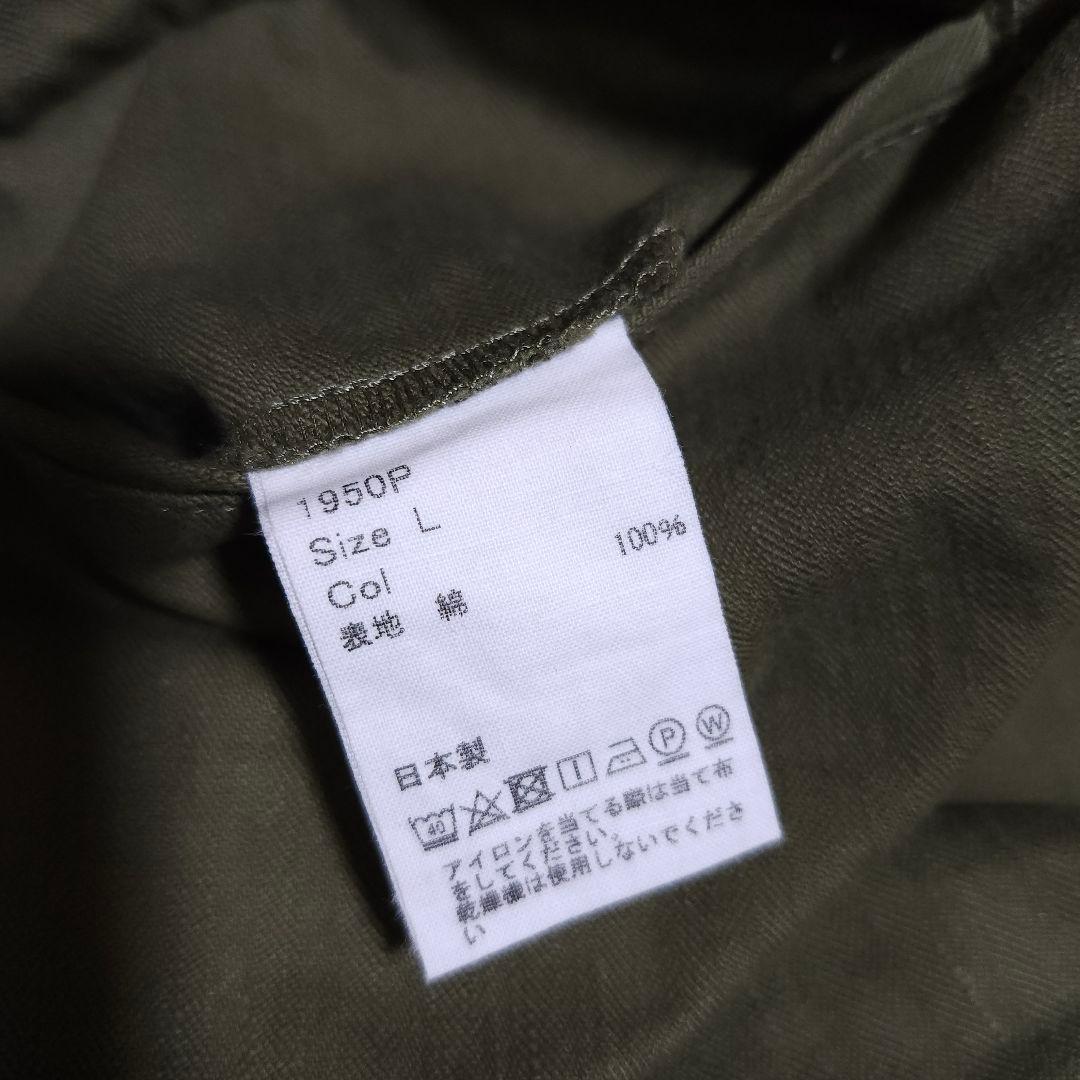 1950P
Size L
Col
表地 綿 100%
日本製
40 P W
アイロンを当てる際は当て布
をしてください。
乾燥機は使用しないでくださ
い